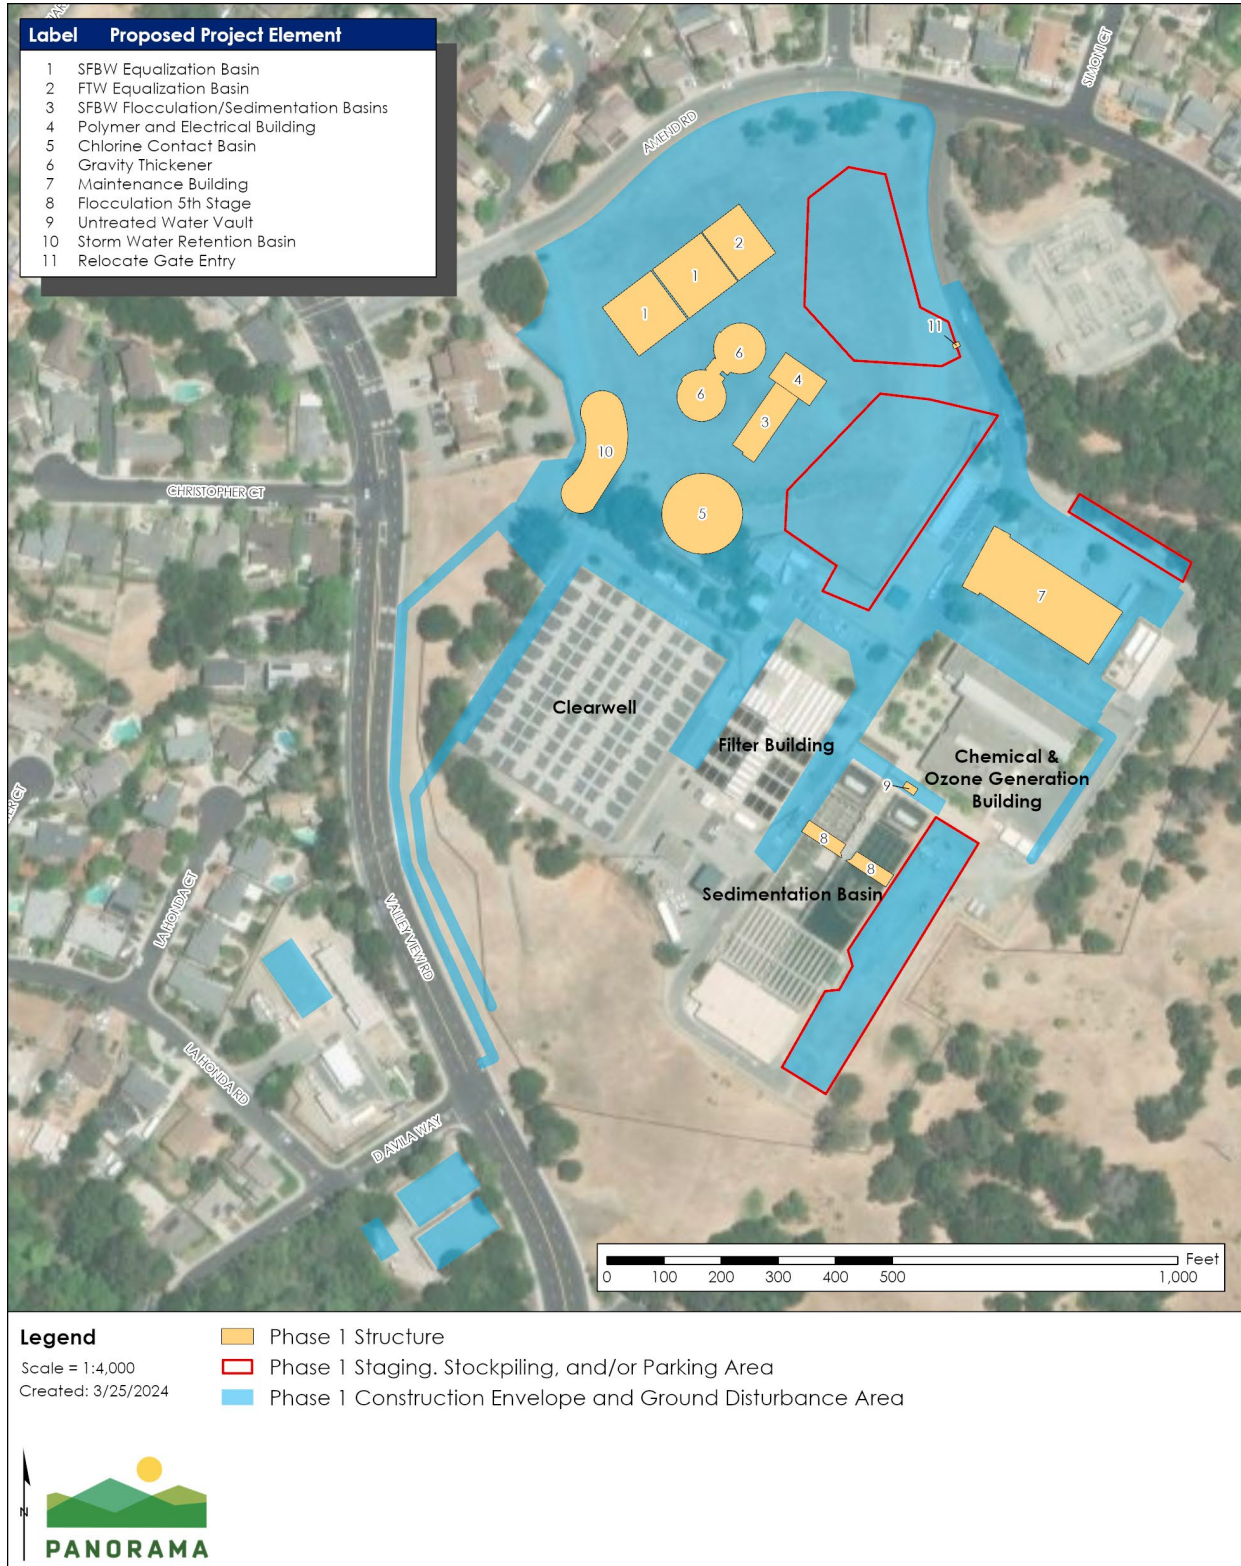 Label Proposed Project Element
1 SFBW Equalization Basin
2 FTW Equalization Basin
3 SFBW Flocculation/Sedimentation Basins
4 Polymer and Electrical Building
5 Chlorine Contact Basin
6 Gravity Thickener
7 Maintenance Building
8 Flocculation 5th Stage
9 Untreated Water Vault
10 Storm Water Retention Basin
11 Relocate Gate Entry
SIMONI CT
AMEND RD
2
1
1
11
6
4
6
3
10
CHRISTOPHER CT
5
7
Clearwell
Filter Building
Chemical &
Ozone Generation
Building
9
8
8
Sedimentation Basin
LA HONDA CT
VALLEY VIEW RD
LA HONDA RD
D AVILA WAY
Feet
0 100 200 300 400 500 1,000
Legend
Scale = 1:4,000
Created: 3/25/2024
Phase 1 Structure
Phase 1 Staging. Stockpiling, and/or Parking Area
Phase 1 Construction Envelope and Ground Disturbance Area
N
PANORAMA